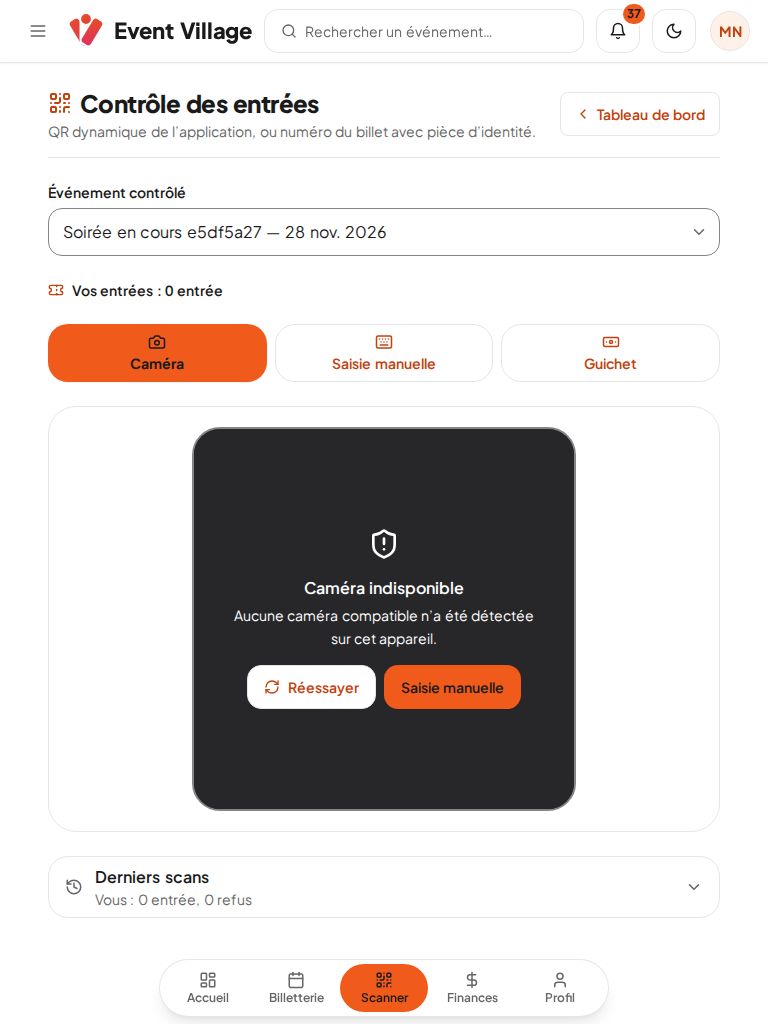 Event Village
Rechercher un événement…
37
MN
Contrôle des entrées
QR dynamique de l’application, ou numéro du billet avec pièce d’identité.
Tableau de bord
Événement contrôlé
Soirée en cours e5df5a27 — 28 nov. 2026
Vos entrées : 0 entrée
Caméra
Saisie manuelle
Guichet
Caméra indisponible
Aucune caméra compatible n’a été détectée
sur cet appareil.
Réessayer
Saisie manuelle
Derniers scans
Vous : 0 entrée, 0 refus
Accueil
Billetterie
Scanner
Finances
Profil